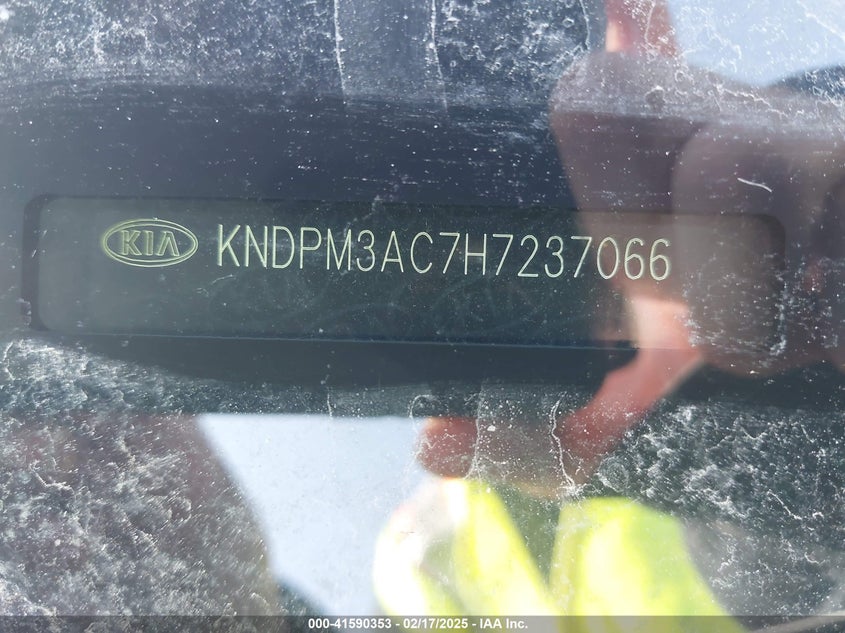 KIA KNDPM3AC7H7237066
000-41590353 — 02/17/2025 - IAA Inc.